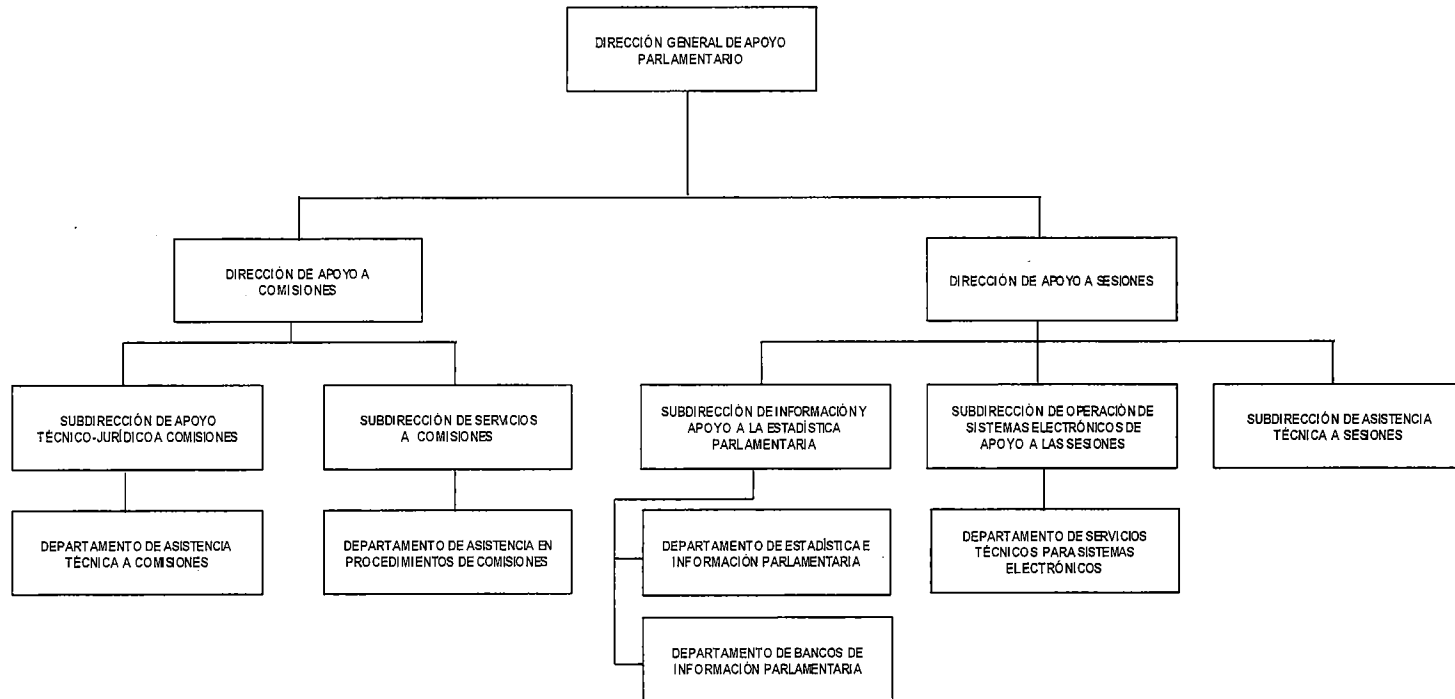 DIRECCIÓN GENERAL DE APOYO
PARLAMENTARIO
DIRECCIÓN DE APOYO A
COMISIONES
DIRECCIÓN DE APOYO A SESIONES
SUBDIRECCIÓN DE APOYO
TÉCNICO-JURÍDICO A COMISIONES
SUBDIRECCIÓN DE SERVICIOS
A COMISIONES
SUBDIRECCIÓN DE INFORMACIÓN Y
APOYO A LA ESTADÍSTICA
PARLAMENTARIA
SUBDIRECCIÓN DE OPERACIÓN DE
SISTEMAS ELECTRÓNICOS DE
APOYO A LAS SESIONES
SUBDIRECCIÓN DE ASISTENCIA
TÉCNICA A SESIONES
DEPARTAMENTO DE ASISTENCIA
TÉCNICA A COMISIONES
DEPARTAMENTO DE ASISTENCIA EN
PROCEDIMIENTOS DE COMISIONES
DEPARTAMENTO DE ESTADÍSTICA E
INFORMACIÓN PARLAMENTARIA
DEPARTAMENTO DE SERVICIOS
TÉCNICOS PARA SISTEMAS
ELECTRÓNICOS
DEPARTAMENTO DE BANCOS DE
INFORMACIÓN PARLAMENTARIA